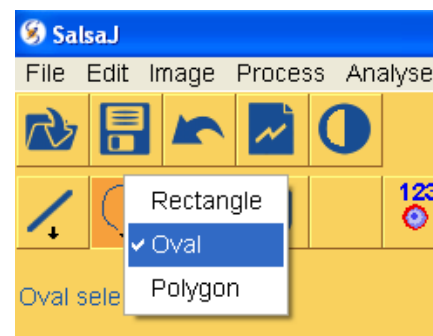 SalsaJ
File Edit Image Process Analyse
Rectangle
123
Oval
Polygon
Oval sele